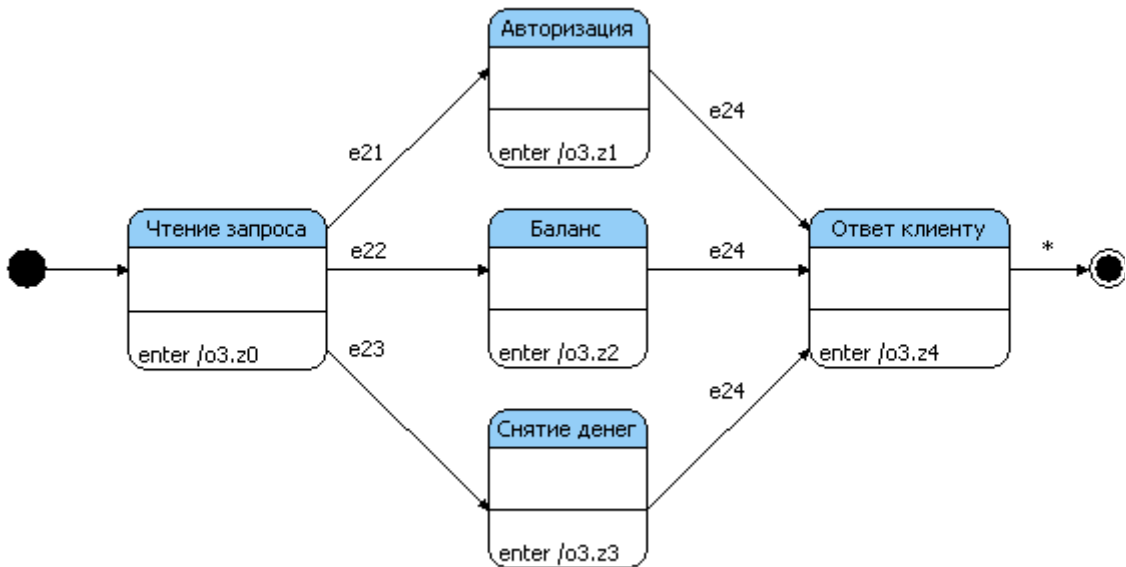 Авторизация
enter /o3.z1
e21
e24
Чтение запроса
enter /o3.z0
e22
Баланс
enter /o3.z2
e24
Ответ клиенту
enter /o3.z4
*
e23
e24
Снятие денег
enter /o3.z3